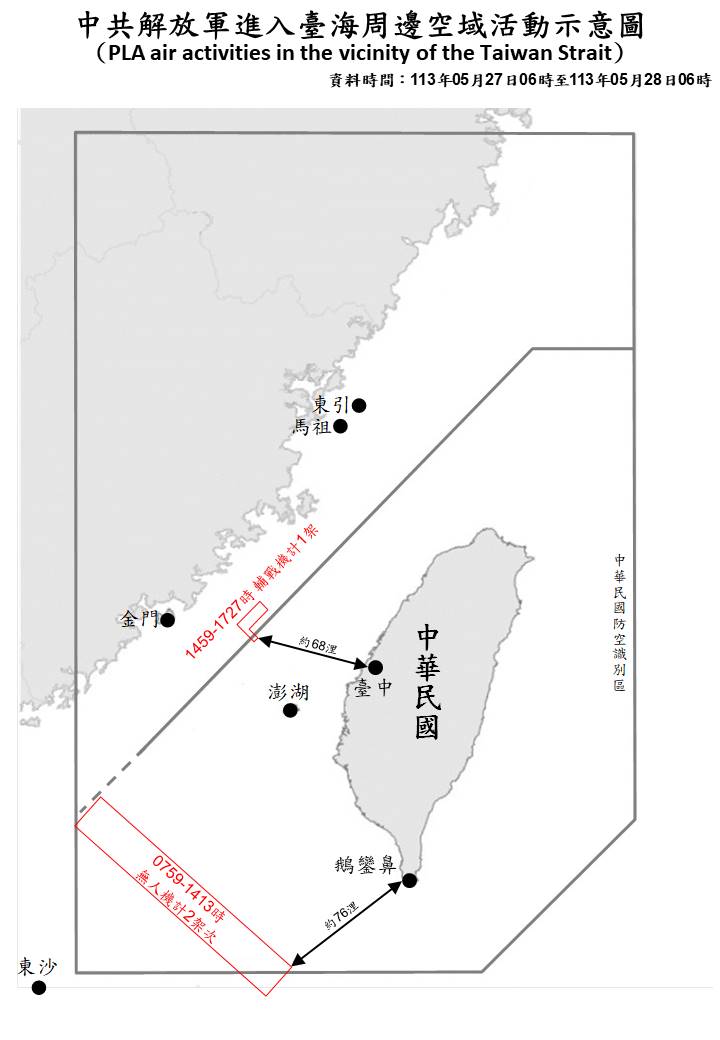 中共解放軍進入臺海周邊空域活動示意圖
（PLA air activities in the vicinity of the Taiwan Strait）
資料時間：113年05月27日06時至113年05月28日06時
東引
馬祖
1459-1727時 輔戰機計1架
中華民國防空識別區
金門
約68浬
中華民國
臺中
澎湖
0759-1413時
無人機計2架次
鵝鑾鼻
約76浬
東沙